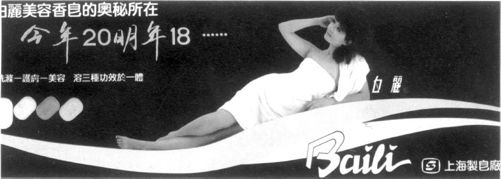 白麗美容香皂的奧秘所在
今年20明年18 ……
洗滌—護膚—美容 溶三種功效於一體
白麗
Baili
上海製皂廠